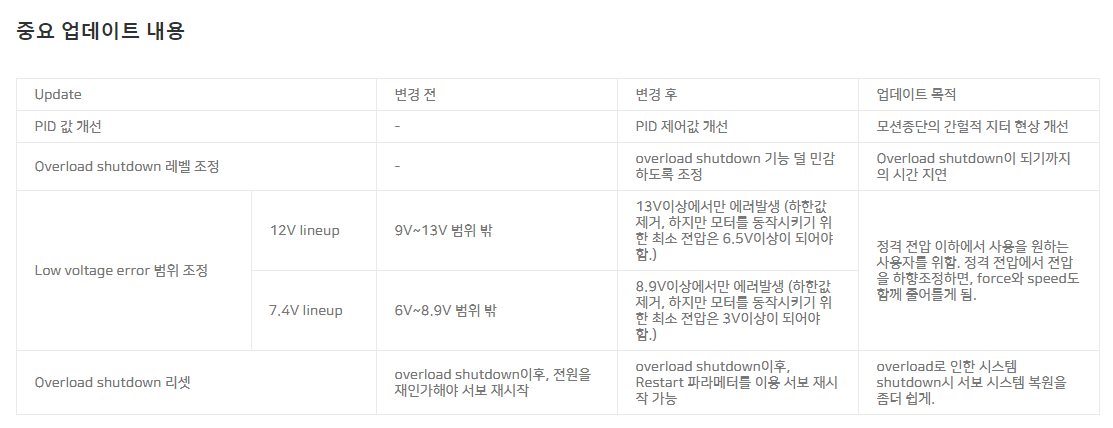 중요 업데이트 내용
Update
변경 전
변경 후
업데이트 목적
PID 값 개선
-
PID 제어값 개선
모션종단의 간헐적 지터 현상 개선
Overload shutdown 레벨 조정
-
overload shutdown 기능 덜 민감
하도록 조정
Overload shutdown이 되기까지
의 시간 지연
Low voltage error 범위 조정
12V lineup
9V~13V 범위 밖
13V이상에서만 에러발생 (하한값
제거, 하지만 모터를 동작시키기 위
한 최소 전압은 6.5V이상이 되어야
함.)
정격 전압 이하에서 사용을 원하는
사용자를 위함. 정격 전압에서 전압
을 하향조정하면, force와 speed도
함께 줄어들게 됨.
7.4V lineup
6V~8.9V 범위 밖
8.9V이상에서만 에러발생 (하한값
제거, 하지만 모터를 동작시키기 위
한 최소 전압은 3V이상이 되어야
함.)
Overload shutdown 리셋
overload shutdown이후, 전원을
재인가해야 서보 재시작
overload shutdown이후,
Restart 파라메터를 이용 서보 재시
작 가능
overload로 인한 시스템
shutdown시 서보 시스템 복원을
좀더 쉽게.